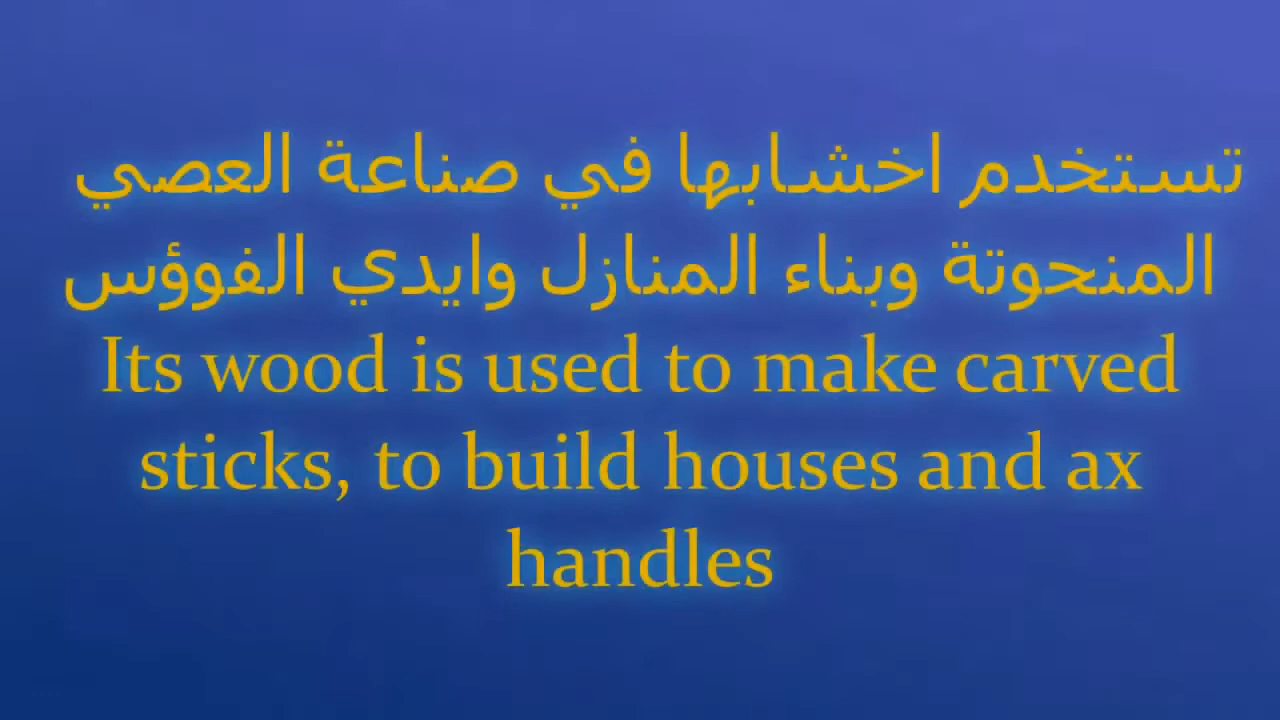 تستخدم اخشابها في صناعة العصي
المنحوتة وبناء المنازل وايدي الفوؤس
Its wood is used to make carved
sticks, to build houses and ax
handles